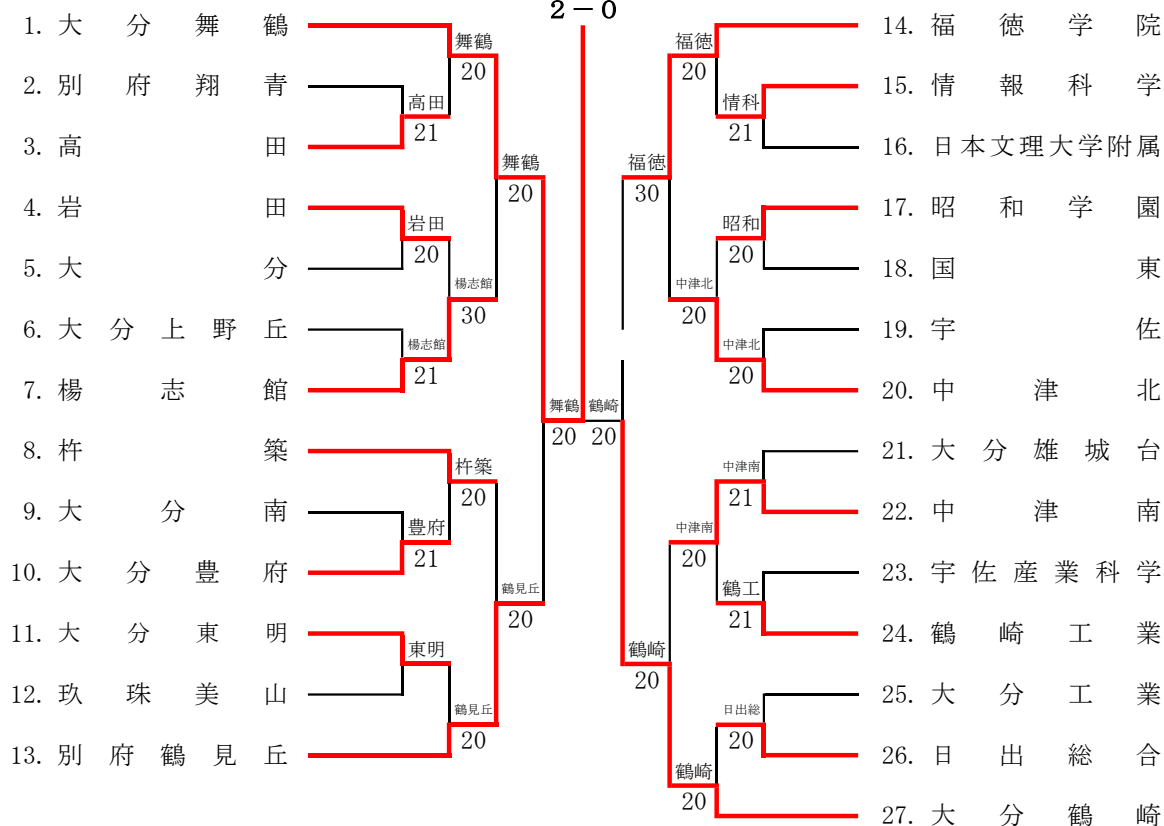 2－0
1. 大分舞鶴
2. 別府翔青
3. 高田
4. 岩田
5. 大分
6. 大分上野丘
7. 楊志館
8. 杵築
9. 大分南
10. 大分豊府
11. 大分東明
12. 玖珠美山
13. 別府鶴見丘
舞鶴
20
高田
21
岩田
20
楊志館
30
楊志館
21
舞鶴
20
杵築
20
豊府
21
東明
20
鶴見丘
20
鶴見丘
舞鶴
20
鶴崎
20
福徳
20
情科
21
福徳
30
昭和
20
中津北
20
中津北
20
中津南
21
中津南
20
鶴工
21
鶴崎
20
日出総
20
鶴崎
20
14. 福徳学院
15. 情報科学
16. 日本文理大学附属
17. 昭和学園
18. 国東
19. 宇佐
20. 中津北
21. 大分雄城台
22. 中津南
23. 宇佐産業科学
24. 鶴崎工業
25. 大分工業
26. 日出総合
27. 大分鶴崎